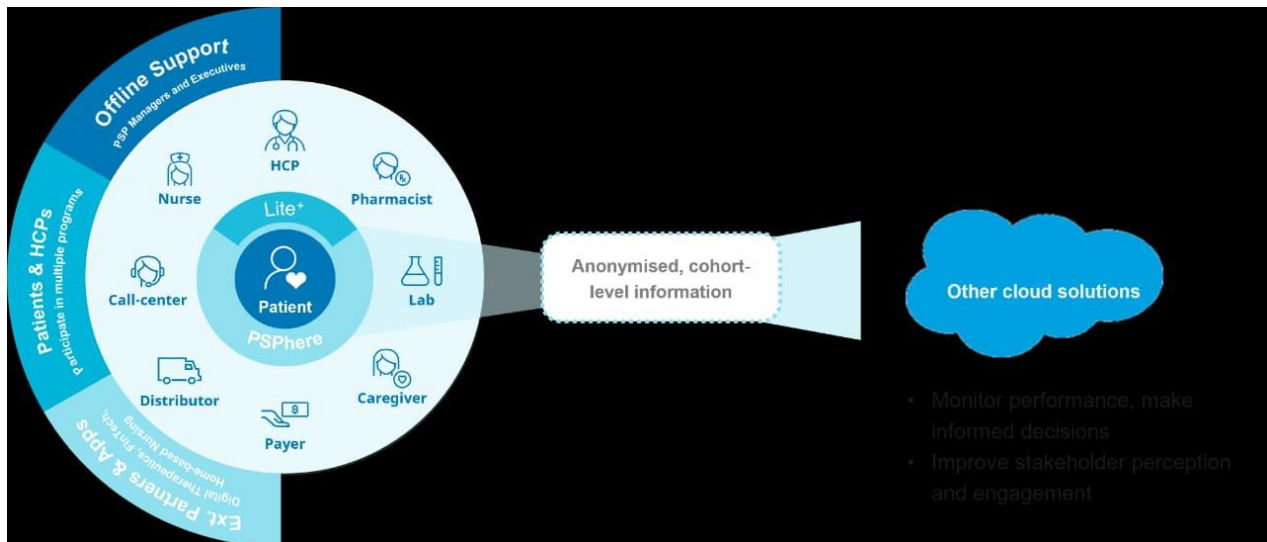 Offline Support
PSP Managers and Executives
Patients & HCPs
Participate in multiple programs
Ext. Partners & Apps
Digital Therapeutics, FinTech,
Home-based Nursing
HCP
Nurse
Pharmacist
Lite+
Call-center
Patient
Lab
PSPhere
Distributor
Caregiver
Payer
Anonymised, cohort-
level information
Other cloud solutions
• Monitor performance, make
informed decisions
• Improve stakeholder perception
and engagement